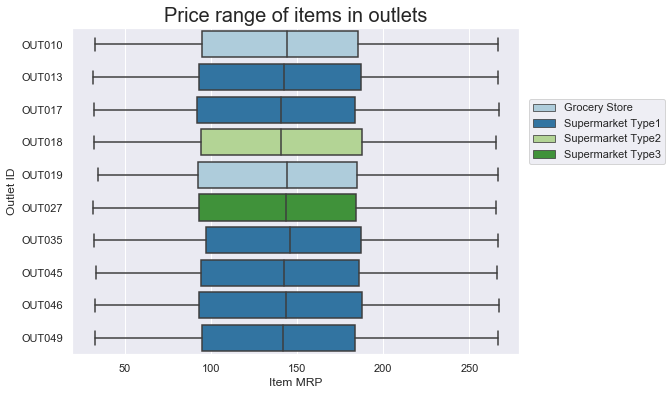 Price range of items in outlets
OUT010
OUT013
OUT017
OUT018
OUT019
OUT027
OUT035
OUT045
OUT046
OUT049
Outlet ID
50
100
150
200
250
Item MRP
Grocery Store
Supermarket Type1
Supermarket Type2
Supermarket Type3